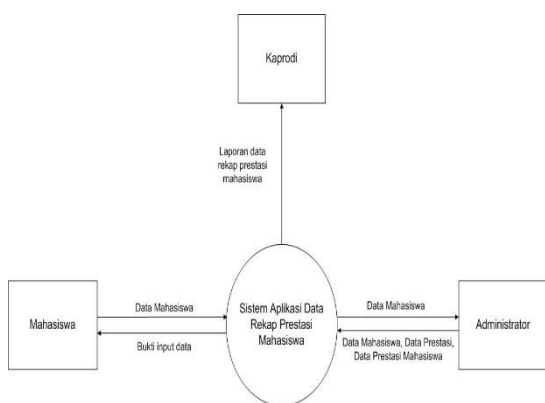 Kaprodi
Laporan data
rekap prestasi
mahasiswa
Mahasiswa
Data Mahasiswa
Bukti input data
Sistem Aplikasi Data
Rekap Prestasi
Mahasiswa
Data Mahasiswa
Data Mahasiswa, Data Prestasi,
Data Prestasi Mahasiswa
Administrator